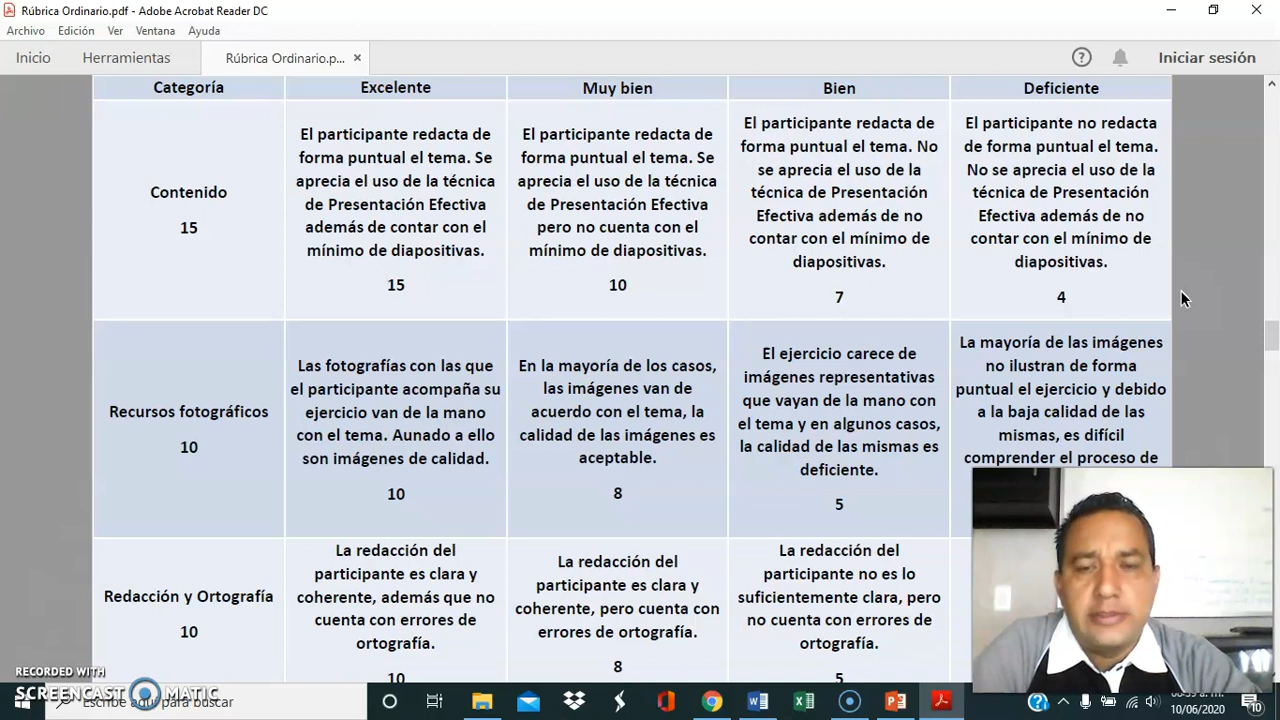 Rúbrica Ordinario.pdf - Adobe Acrobat Reader DC
Archivo Edición Ver Ventana Ayuda
Inicio Herramientas Rúbrica Ordinario.p... × Iniciar sesión
Categoría Excelente Muy bien Bien Deficiente
Contenido
15
El participante redacta de
forma puntual el tema. Se
aprecia el uso de la técnica
de Presentación Efectiva
además de contar con el
mínimo de diapositivas.
15
El participante redacta de
forma puntual el tema. Se
aprecia el uso de la técnica
de Presentación Efectiva
pero no cuenta con el
mínimo de diapositivas.
10
El participante redacta de
forma puntual el tema. No
se aprecia el uso de la
técnica de Presentación
Efectiva además de no
contar con el mínimo de
diapositivas.
7
El participante no redacta
de forma puntual el tema.
No se aprecia el uso de la
técnica de Presentación
Efectiva además de no
contar con el mínimo de
diapositivas.
4
Recursos fotográficos
10
Las fotografías con las que
el participante acompaña su
ejercicio van de la mano
con el tema. Aunado a ello
son imágenes de calidad.
10
En la mayoría de los casos,
las imágenes van de
acuerdo con el tema, la
calidad de las imágenes es
aceptable.
8
El ejercicio carece de
imágenes representativas
que vayan de la mano con
el tema y en algunos casos,
la calidad de las mismas es
deficiente.
5
La mayoría de las imágenes
no ilustran de forma
puntual el ejercicio y debido
a la baja calidad de las
mismas, es difícil
comprender el proceso de
Redacción y Ortografía
10
La redacción del
participante es clara y
coherente, además que no
cuenta con errores de
ortografía.
10
La redacción del
participante es clara y
coherente, pero cuenta con
errores de ortografía.
8
La redacción del
participante no es lo
suficientemente clara, pero
no cuenta con errores de
ortografía.
5
RECORDED WITH
SCREENCAST MATIC
Escribe aquí para buscar
10/06/2020
10